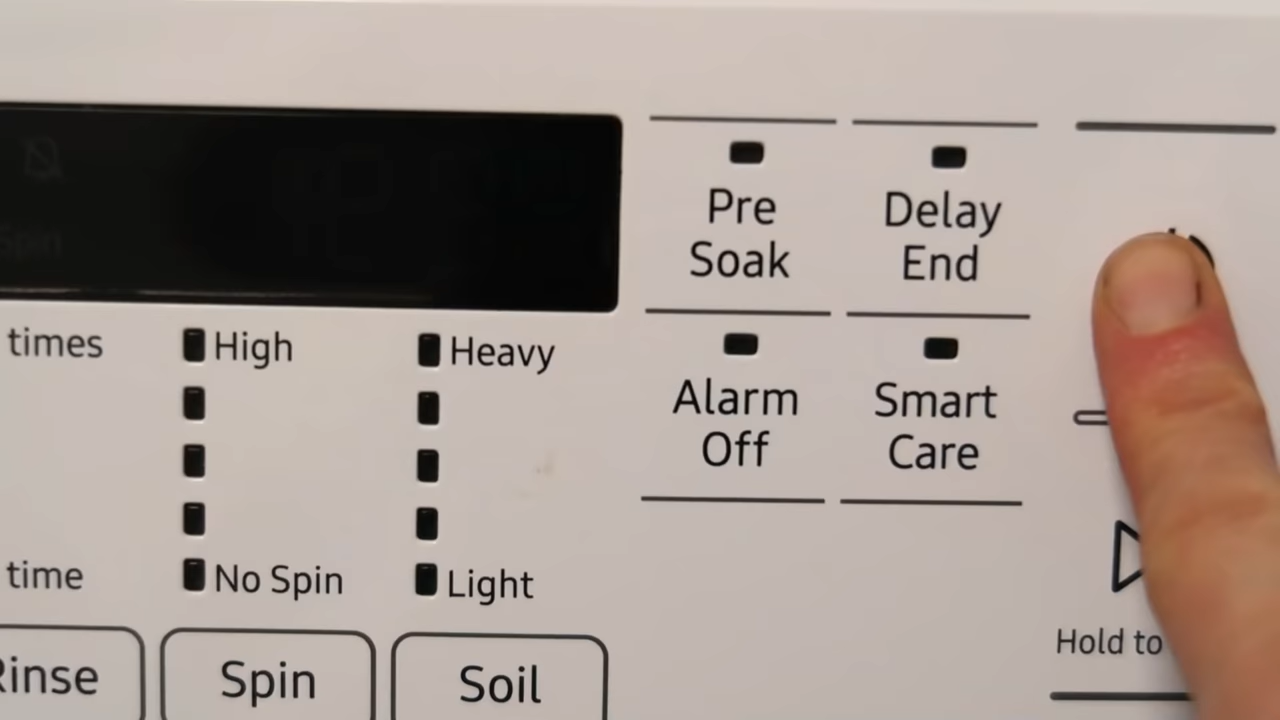 Pre
Soak
Delay
End
Alarm
Off
Smart
Care
times
High
Heavy
time
No Spin
Light
Rinse
Spin
Soil
Hold to